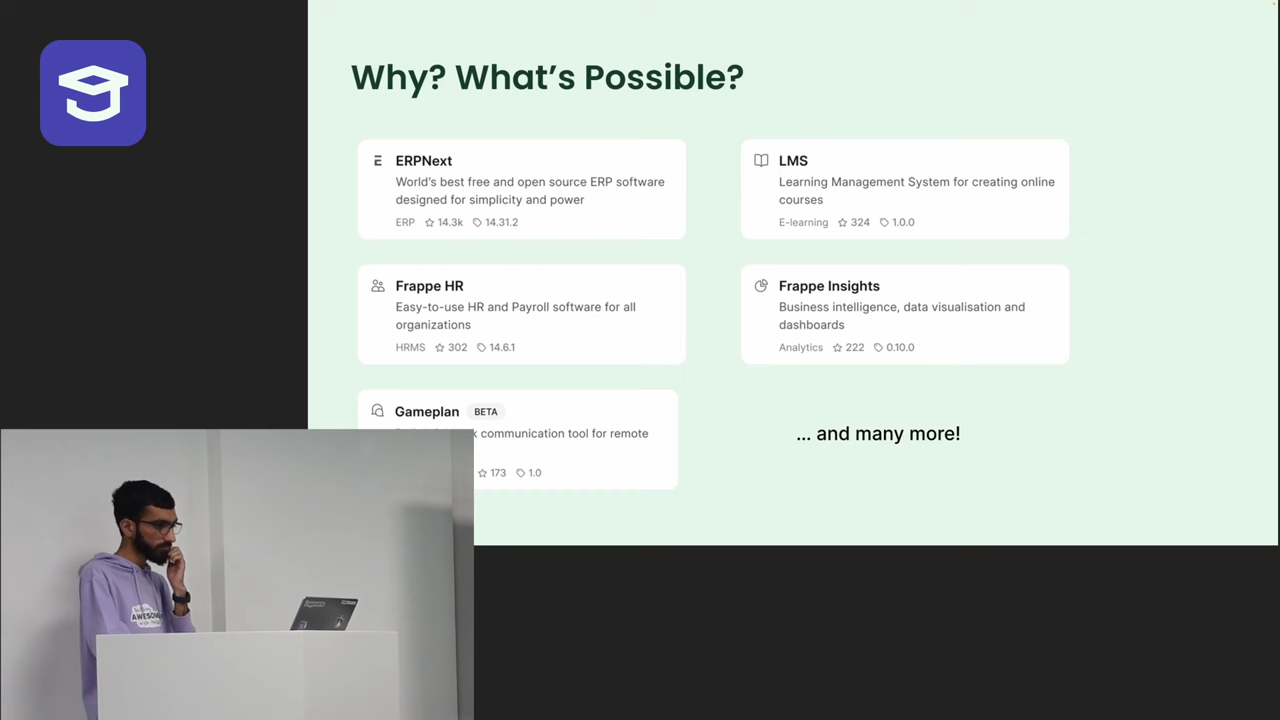 Why? What's Possible?
ERPNext
World's best free and open source ERP software
designed for simplicity and power
ERP 14.3k 14.31.2
LMS
Learning Management System for creating online
courses
E-learning 324 1.0.0
Frappe HR
Easy-to-use HR and Payroll software for all
organizations
HRMS 302 14.6.1
Frappe Insights
Business intelligence, data visualisation and
dashboards
Analytics 222 0.10.0
Gameplan BETA
communication tool for remote
173 1.0
... and many more!
AWESOME